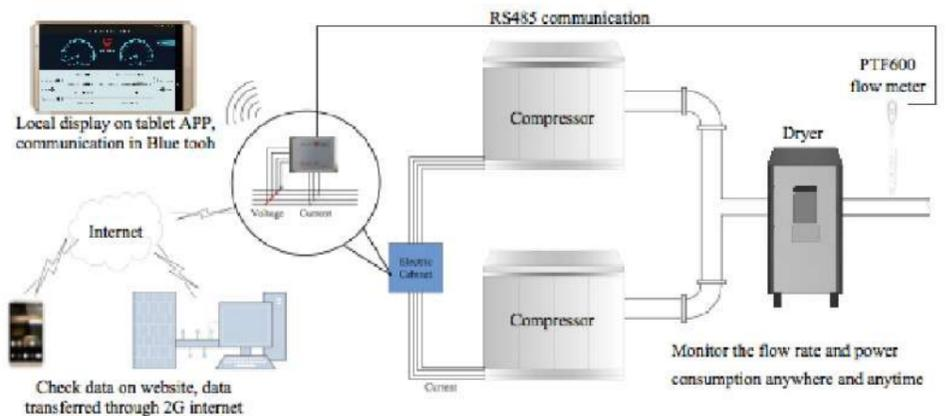 RS485 communication
PTF600
flow meter
Local display on tablet APP,
communication in Blue tooh
Compressor
Dryer
Voltage
Current
Internet
Electric
Cabinet
Compressor
Current
Check data on website, data
transferred through 2G internet
Monitor the flow rate and power
consumption anywhere and anytime